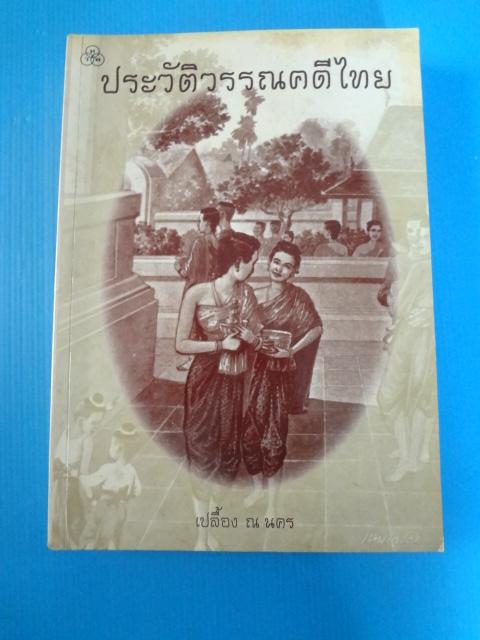 ประวัติวรรณคดีไทย
เปลื้อง ณ นคร